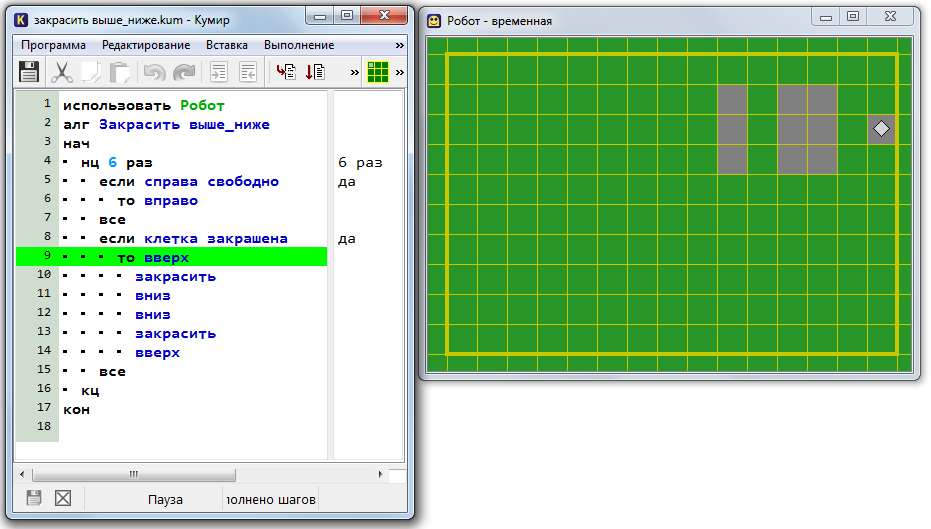 закрасить выше_ниже.kum - Кумир
Программа Редактирование Вставка Выполнение »
» »
1 использовать Робот
2 алг Закрасить выше_ниже
3 нач
4 нц 6 раз 6 раз
5 если справа свободно да
6 то вправо
7 все
8 если клетка закрашена да
9 то вверх
10 закрасить
11 вниз
12 вниз
13 закрасить
14 вверх
15 все
16 кц
17 кон
18
Пауза
полнено шагов
Робот - временная